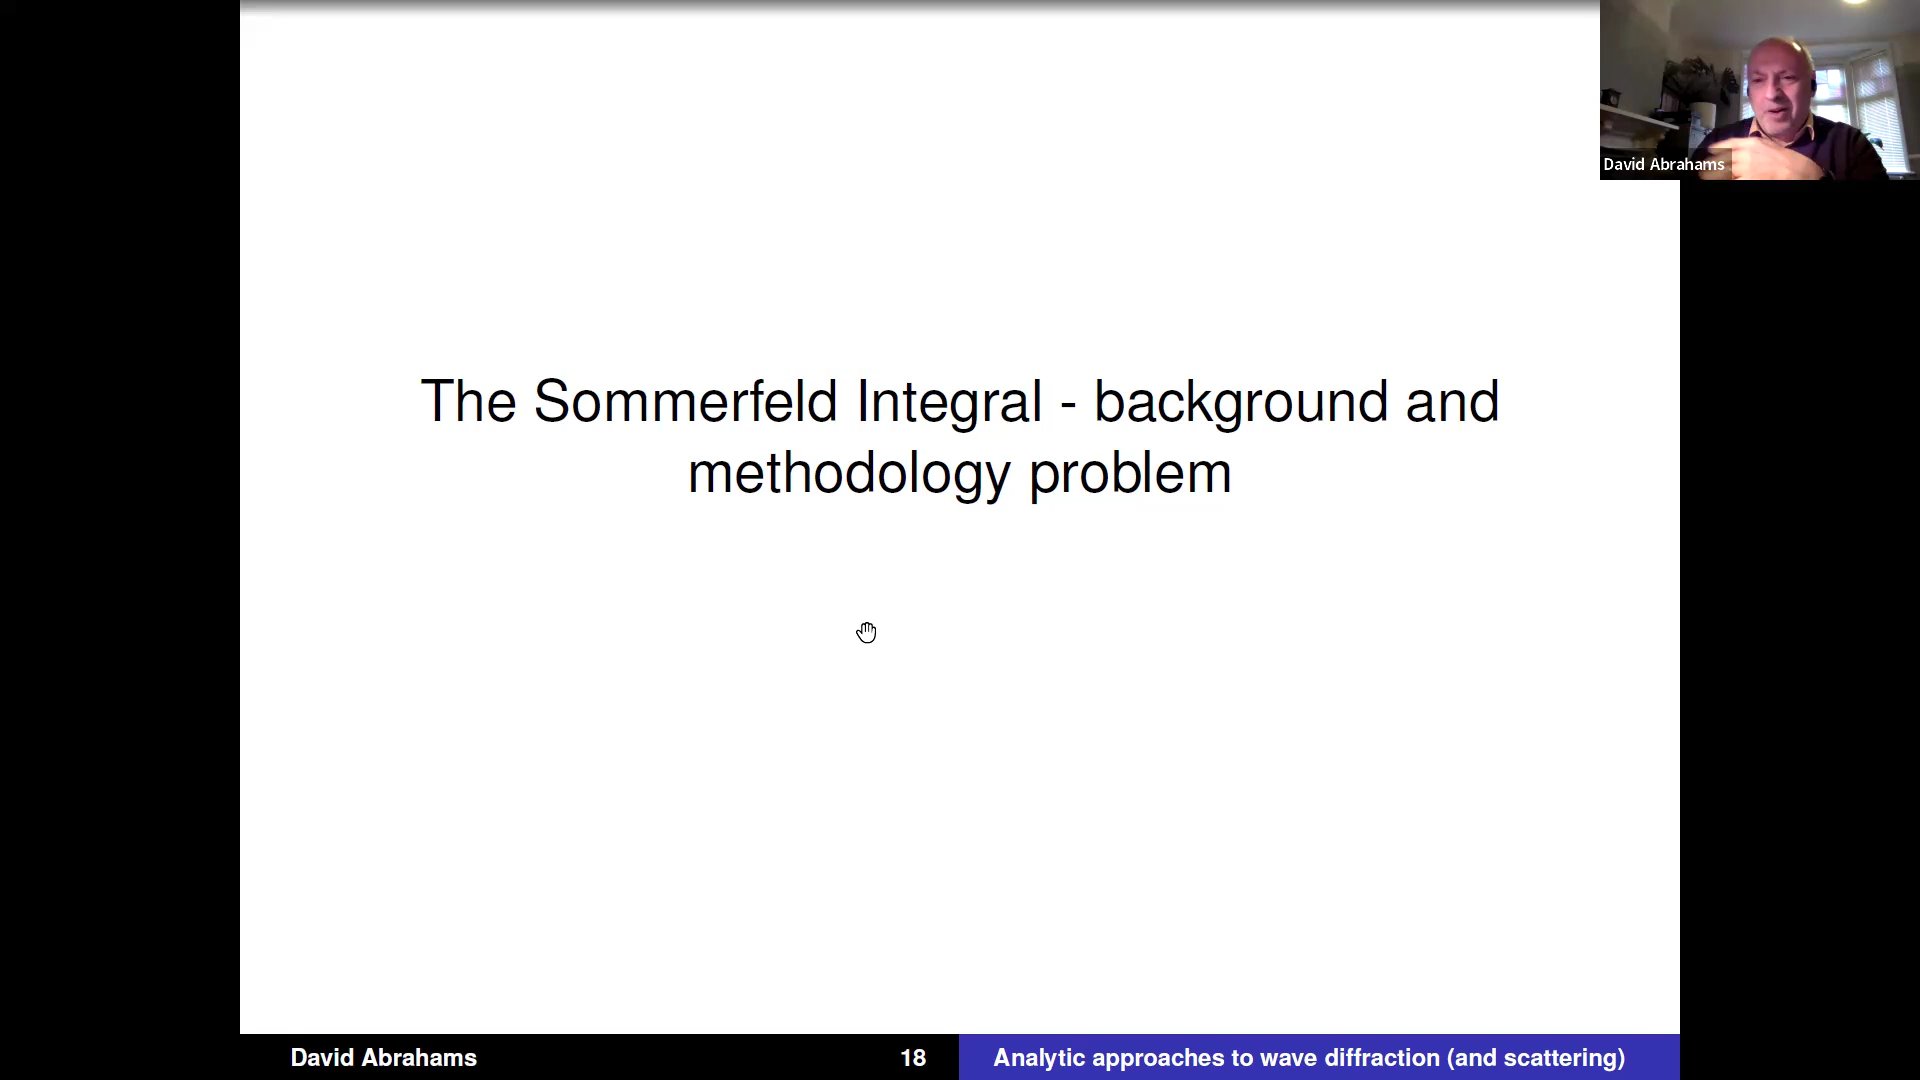 David Abrahams
The Sommerfeld Integral - background and
methodology problem
David Abrahams
18
Analytic approaches to wave diffraction (and scattering)